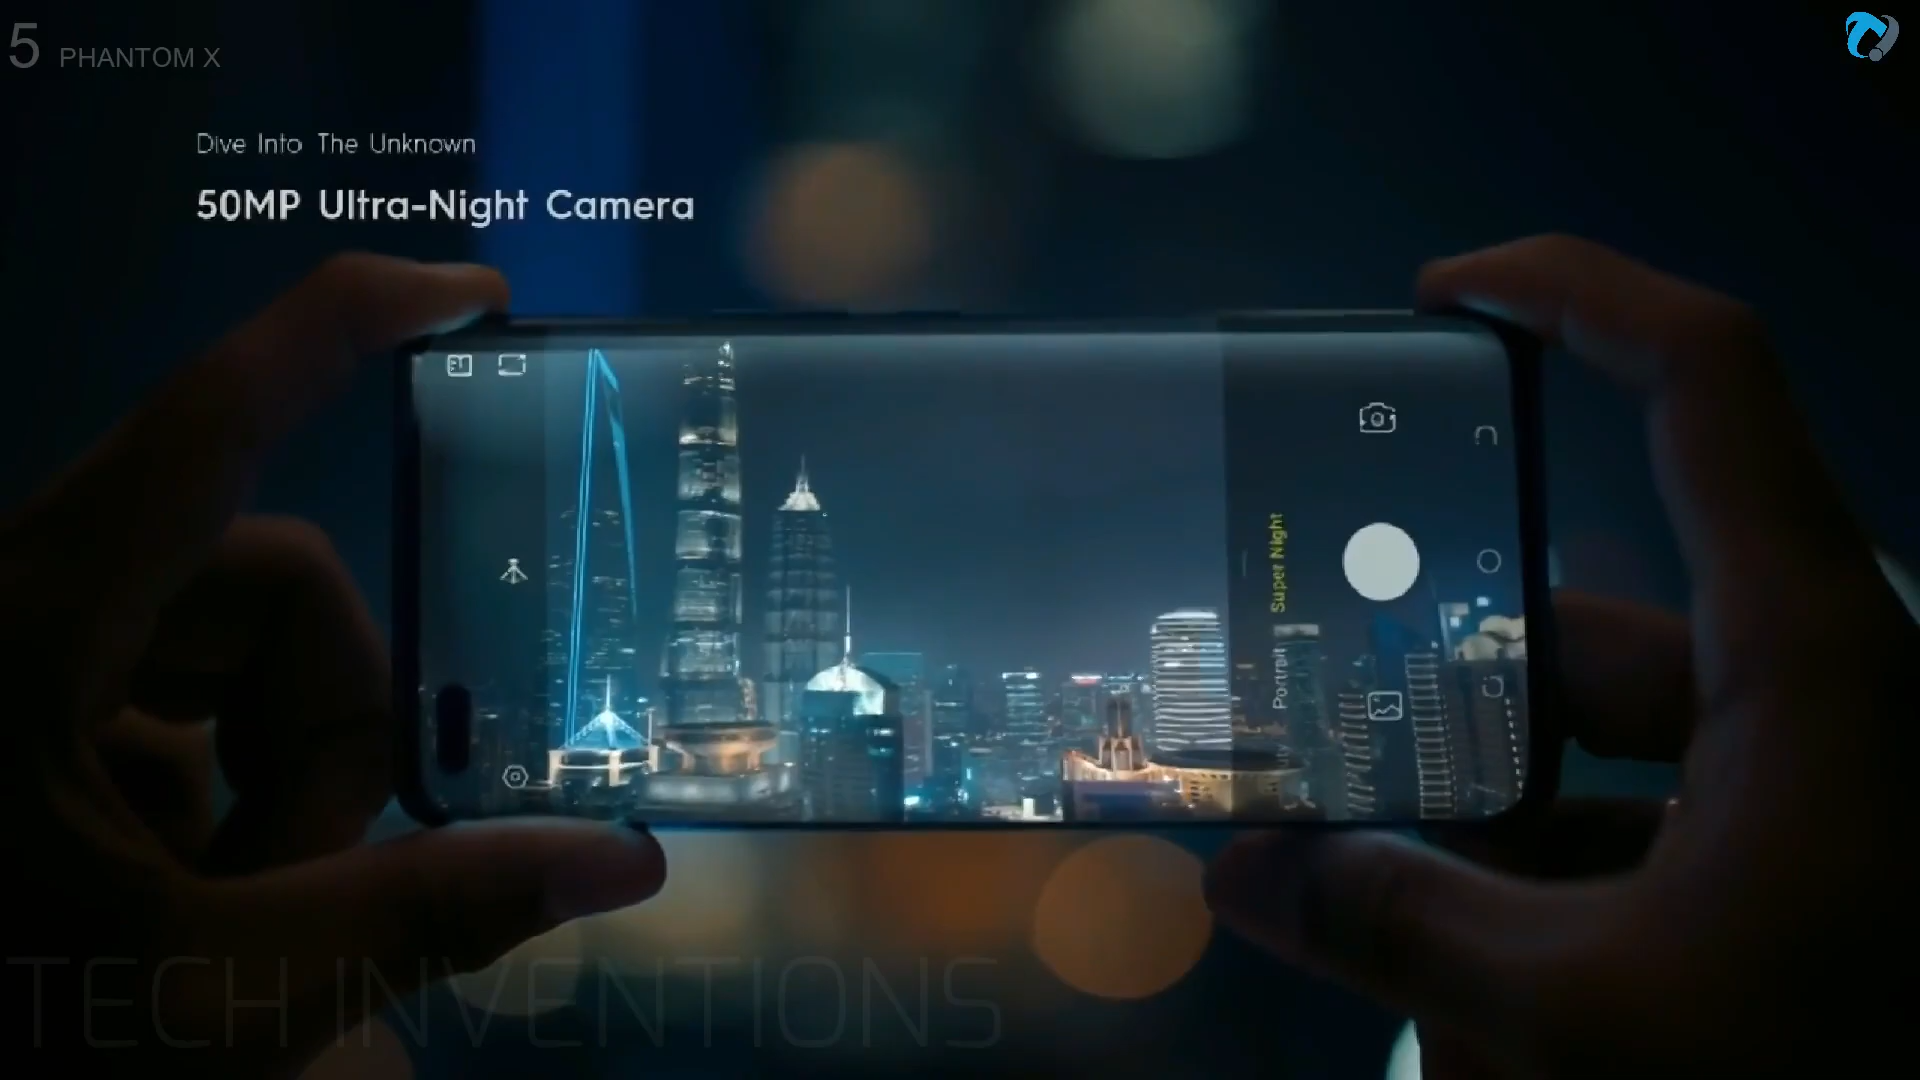 5 PHANTOM X
Dive Into The Unknown
50MP Ultra-Night Camera
Super Night
Portrait
TECH INVENTIONS